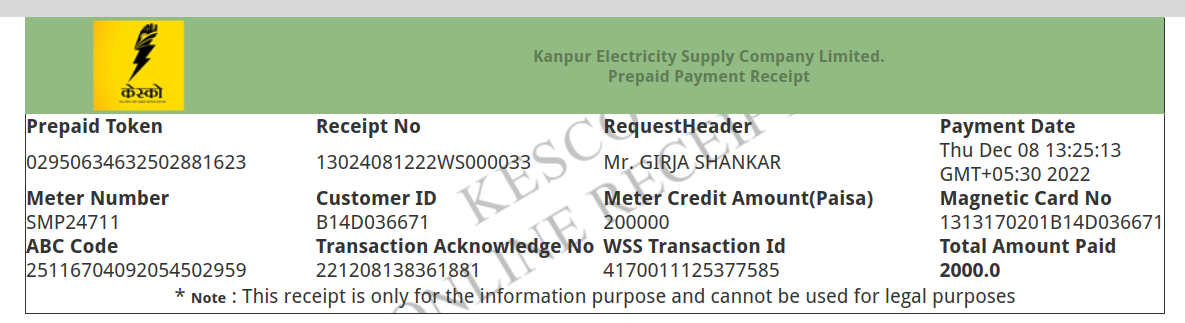 केस्को
Kanpur Electricity Supply Company Limited.
Prepaid Payment Receipt
Prepaid Token Receipt No RequestHeader Payment Date
02950634632502881623 13024081222WS000033 Mr. GIRJA SHANKAR Thu Dec 08 13:25:13
GMT+05:30 2022
Meter Number Customer ID Meter Credit Amount(Paisa) Magnetic Card No
SMP24711 B14D036671 200000 1313170201B14D036671
ABC Code Transaction Acknowledge No WSS Transaction Id Total Amount Paid
25116704092054502959 221208138361881 4170011125377585 2000.0
* Note : This receipt is only for the information purpose and cannot be used for legal purposes
KESCO
ONLINE RECEIPT